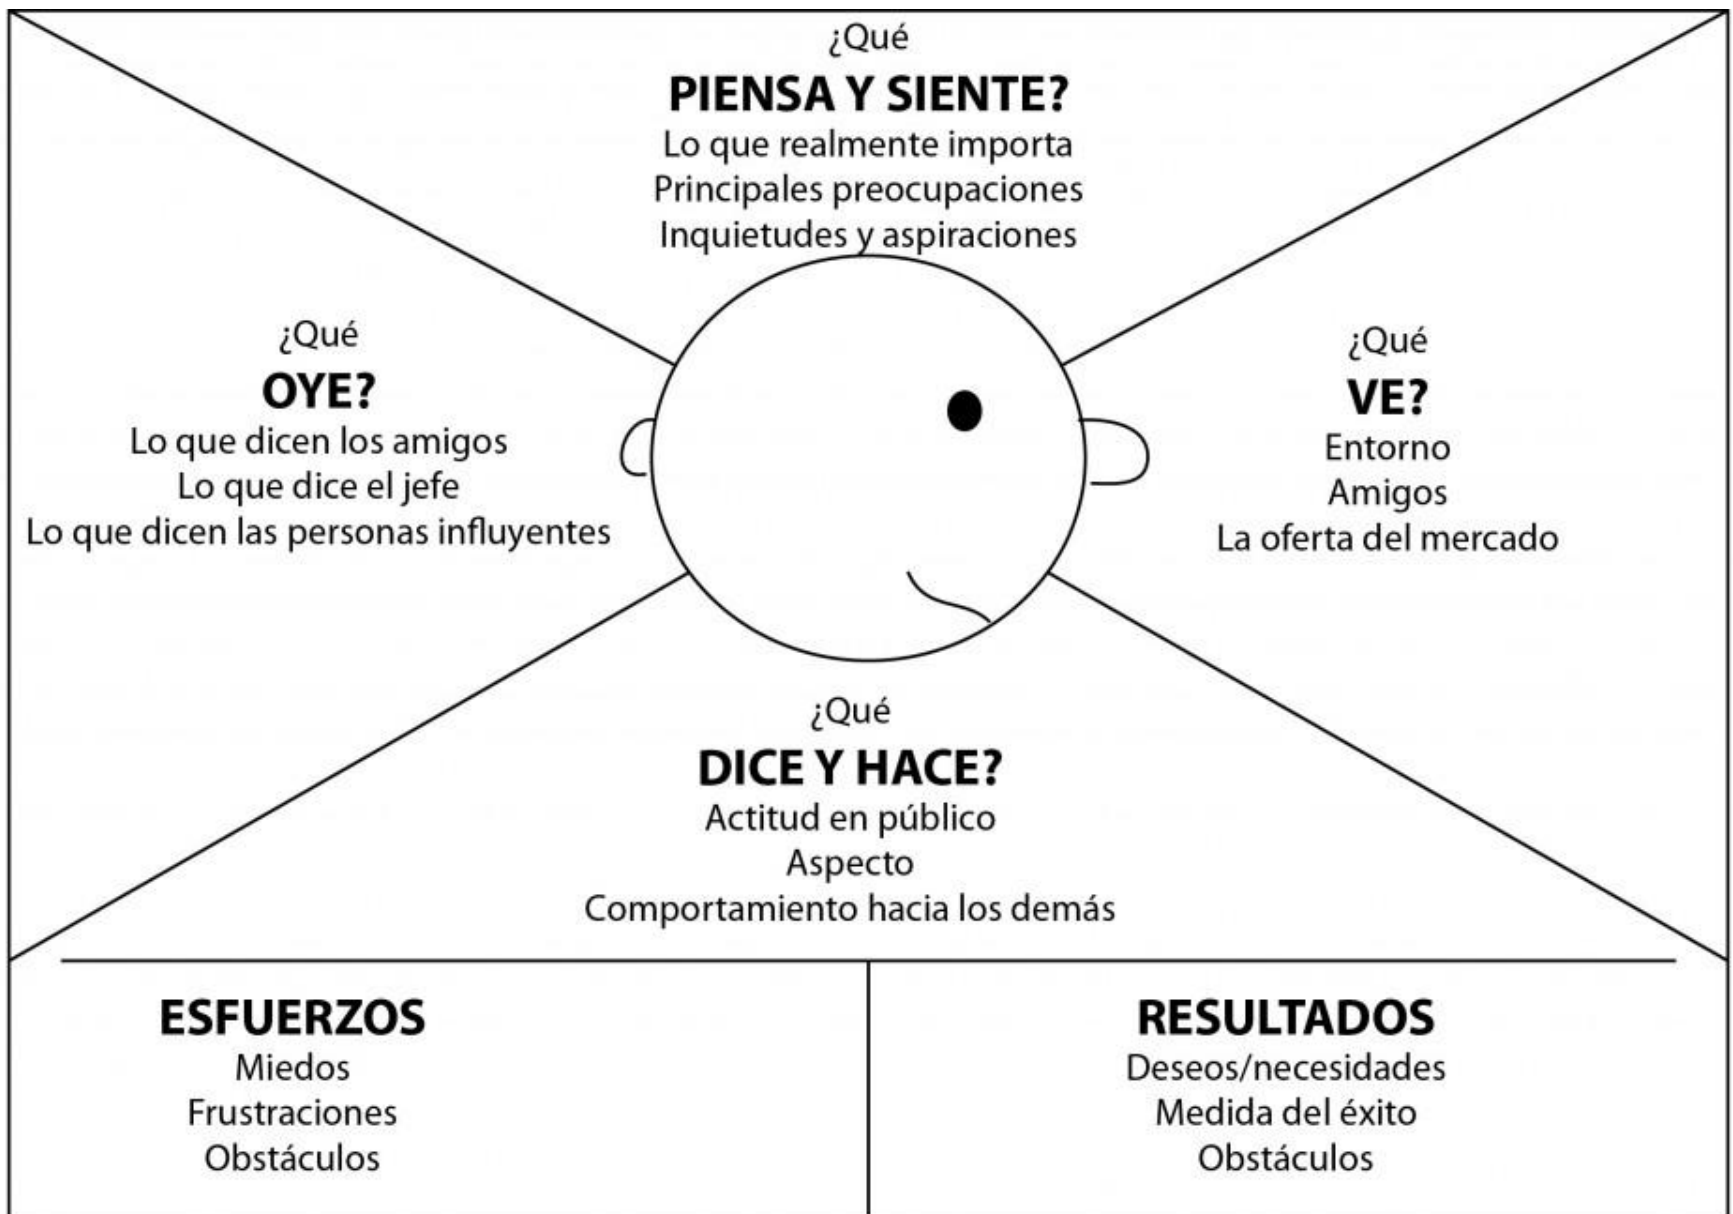 ¿Qué
PIENSA Y SIENTE?
Lo que realmente importa
Principales preocupaciones
Inquietudes y aspiraciones
¿Qué
OYE?
Lo que dicen los amigos
Lo que dice el jefe
Lo que dicen las personas influyentes
¿Qué
VE?
Entorno
Amigos
La oferta del mercado
¿Qué
DICE Y HACE?
Actitud en público
Aspecto
Comportamiento hacia los demás
ESFUERZOS
Miedos
Frustraciones
Obstáculos
RESULTADOS
Deseos/necesidades
Medida del éxito
Obstáculos